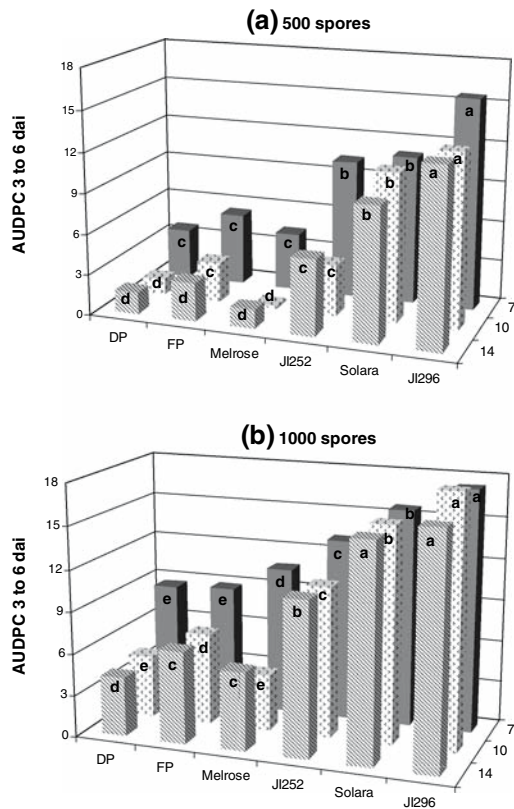 (a) 500 spores
AUDPC 3 to 6 dai
18
15
12
9
6
3
0
c c c b b a
d c d c b a
d d d c b a
DP FP Melrose JI252 Solara JI296
7
10
14
(b) 1000 spores
AUDPC 3 to 6 dai
18
15
12
9
6
3
0
e e d c b a
e d e c b a
d c c b a a
DP FP Melrose JI252 Solara JI296
7
10
14